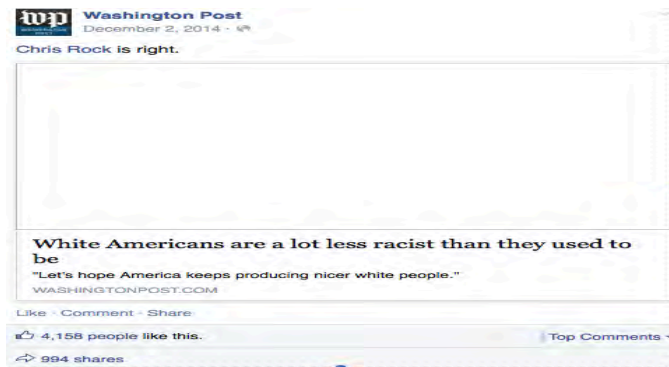 wp
Washington Post
December 2, 2014 ·
Chris Rock is right.
White Americans are a lot less racist than they used to
be
"Let's hope America keeps producing nicer white people."
WASHINGTONPOST.COM
Like · Comment · Share
4,158 people like this.
Top Comments
994 shares